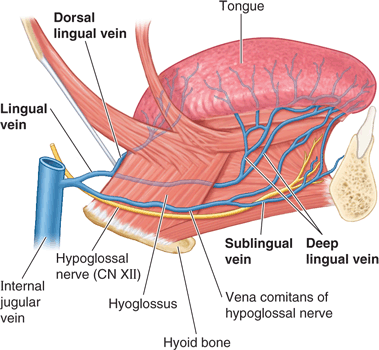 Tongue
Dorsal
lingual vein
Lingual
vein
Hypoglossal
nerve (CN XII)
Sublingual
vein
Deep
lingual vein
Internal
jugular
vein
Hyoglossus
Vena comitans of
hypoglossal nerve
Hyoid bone